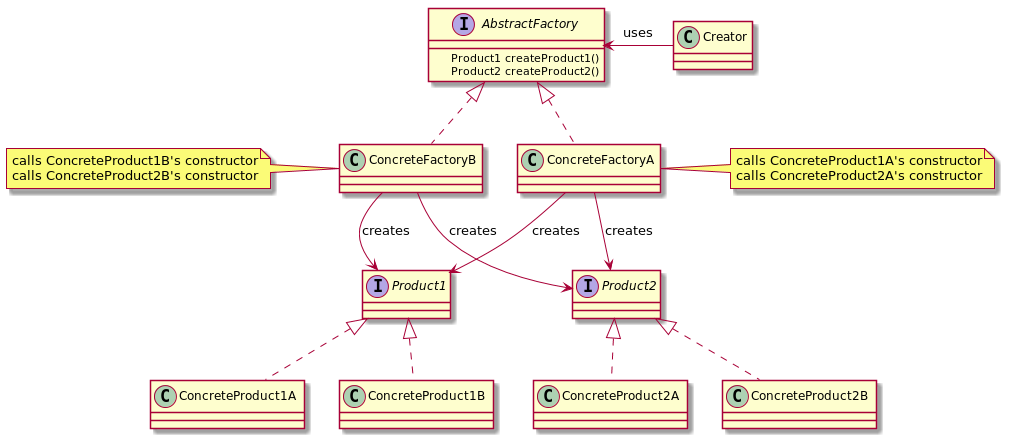 I AbstractFactory
Product1 createProduct1()
Product2 createProduct2()
uses
C Creator
calls ConcreteProduct1B's constructor
calls ConcreteProduct2B's constructor
C ConcreteFactoryB
C ConcreteFactoryA
calls ConcreteProduct1A's constructor
calls ConcreteProduct2A's constructor
creates
creates
creates
creates
I Product1
I Product2
C ConcreteProduct1A
C ConcreteProduct1B
C ConcreteProduct2A
C ConcreteProduct2B